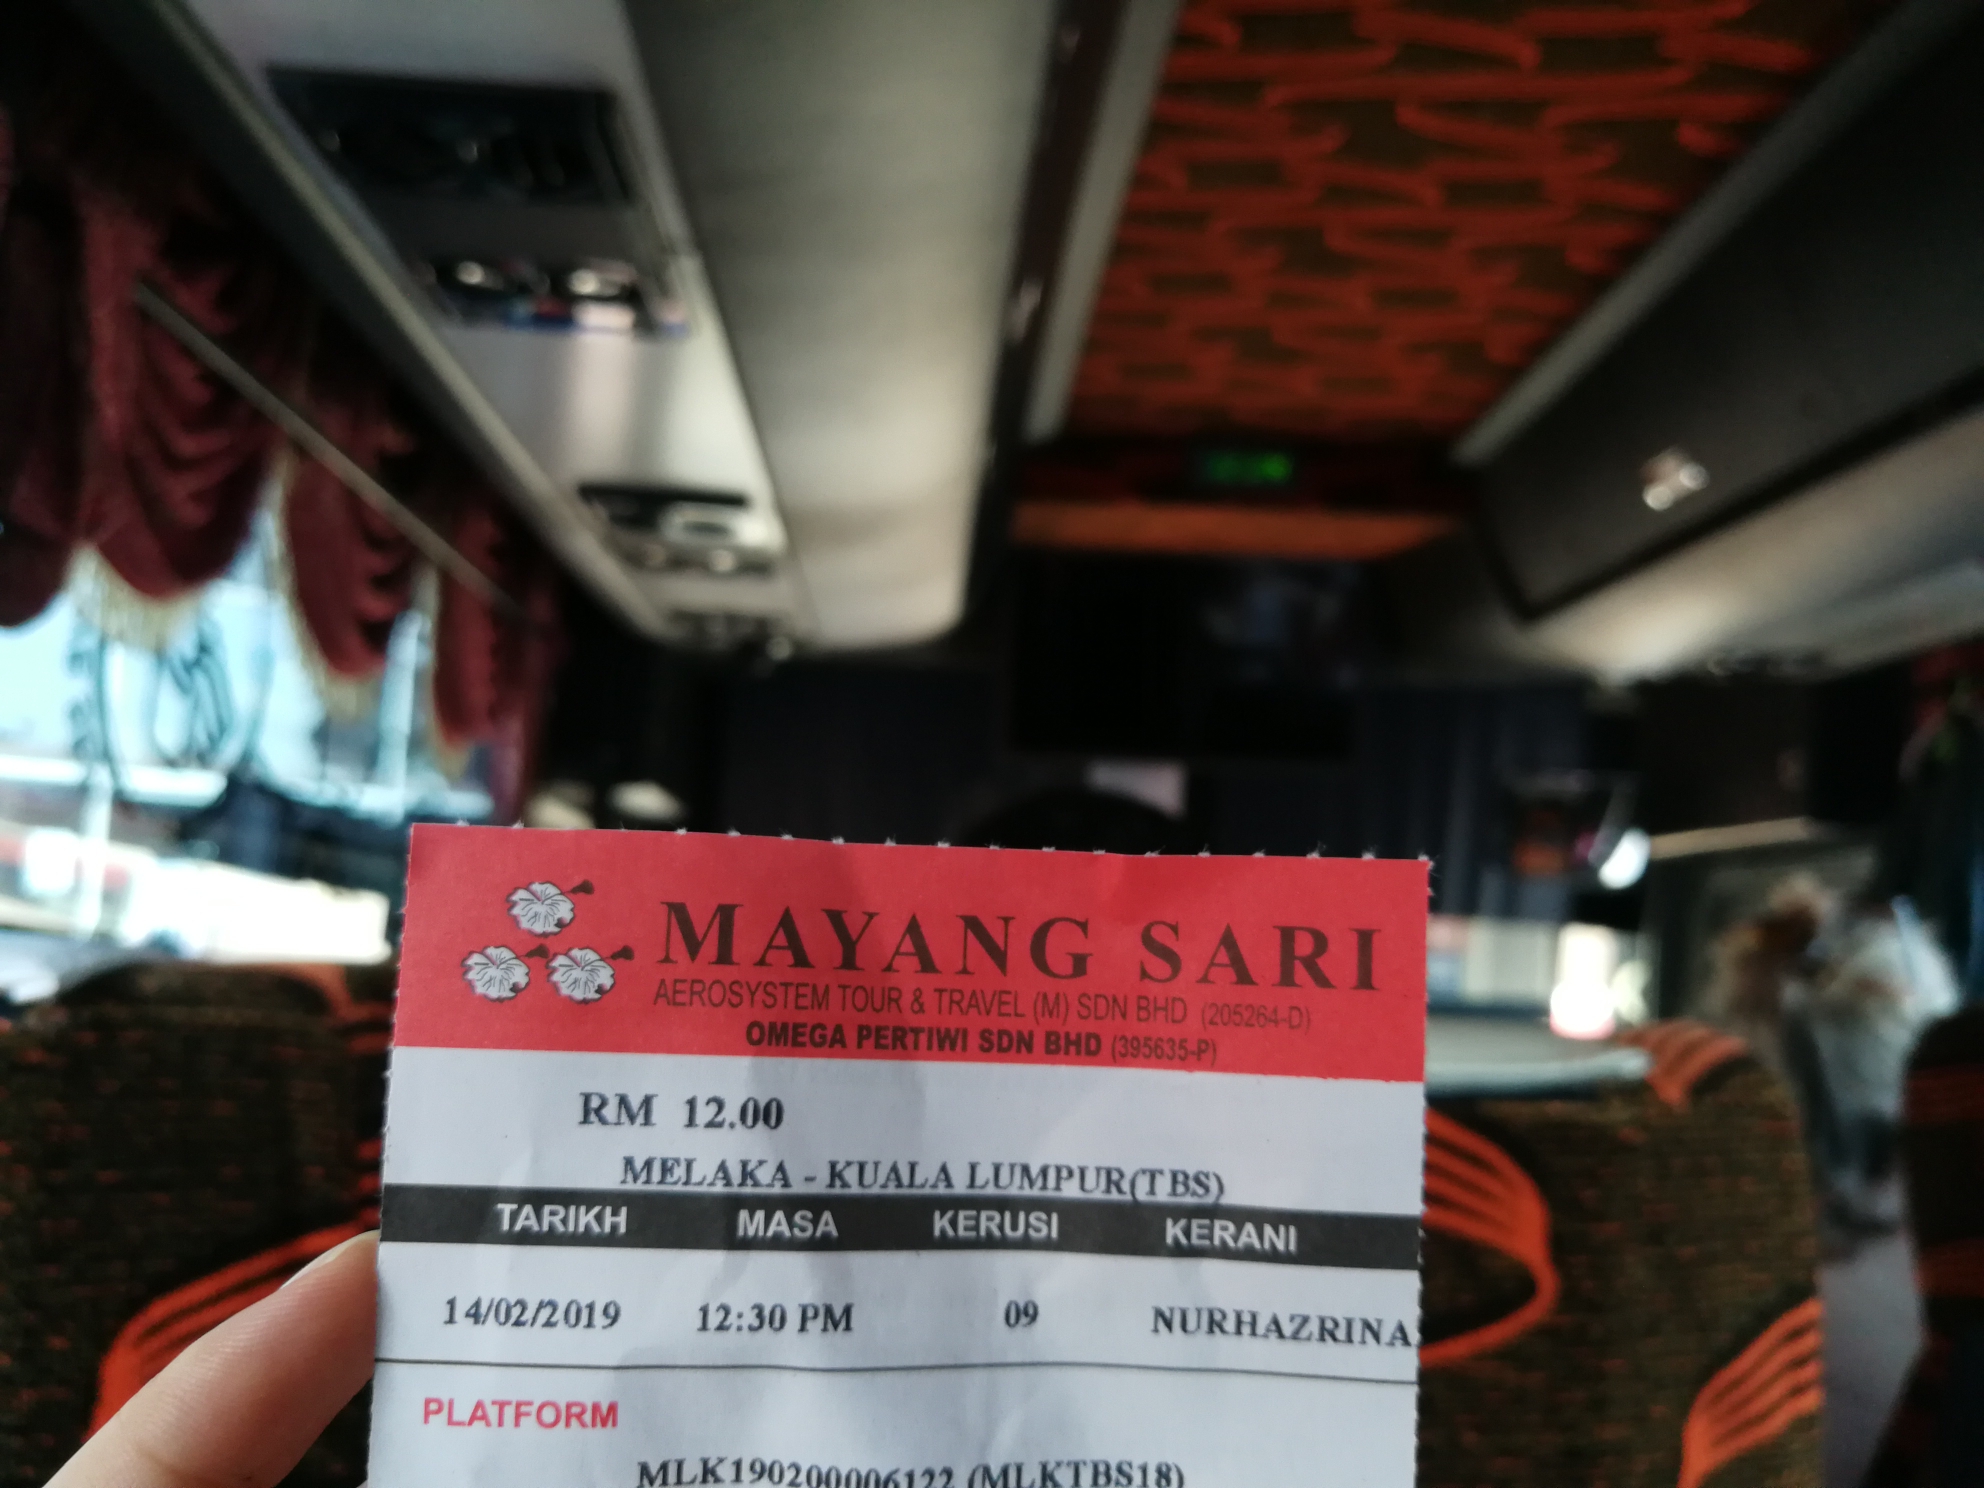 MAYANG SARI
AEROSYSTEM TOUR & TRAVEL (M) SDN BHD (205264-D)
OMEGA PERTIWI SDN BHD (395635-P)
RM 12.00
MELAKA - KUALA LUMPUR(TBS)
TARIKH MASA KERUSI KERANI
14/02/2019 12:30 PM 09 NURHAZRINA
PLATFORM
MLK190200006122 (MLKTBS18)